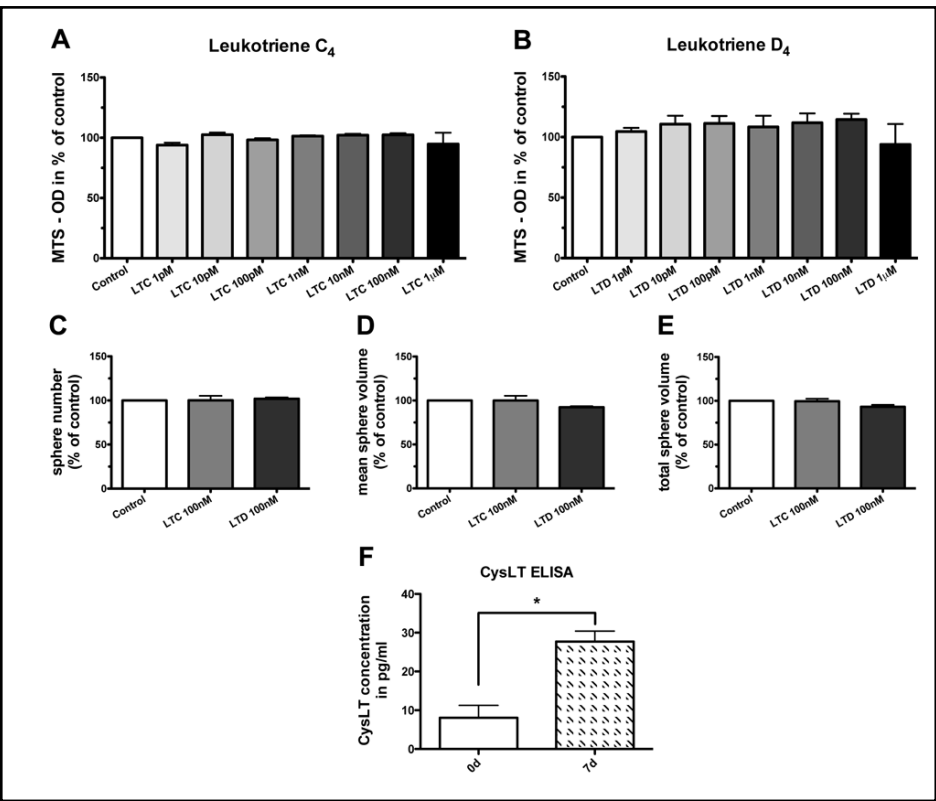 A
Leukotriene C4
MTS - OD in % of control
150
100
50
0
Control
LTC 1pM
LTC 10pM
LTC 100pM
LTC 1nM
LTC 10nM
LTC 100nM
LTC 1μM
B
Leukotriene D4
MTS - OD in % of control
150
100
50
0
Control
LTD 1pM
LTD 10pM
LTD 100pM
LTD 1nM
LTD 10nM
LTD 100nM
LTD 1μM
C
sphere number
(% of control)
150
100
50
0
Control
LTC 100nM
LTD 100nM
D
mean sphere volume
(% of control)
150
100
50
0
Control
LTC 100nM
LTD 100nM
E
total sphere volume
(% of control)
150
100
50
0
Control
LTC 100nM
LTD 100nM
F
CysLT ELISA
CysLT concentration
in pg/ml
40
30
20
10
0
*
0d
7d